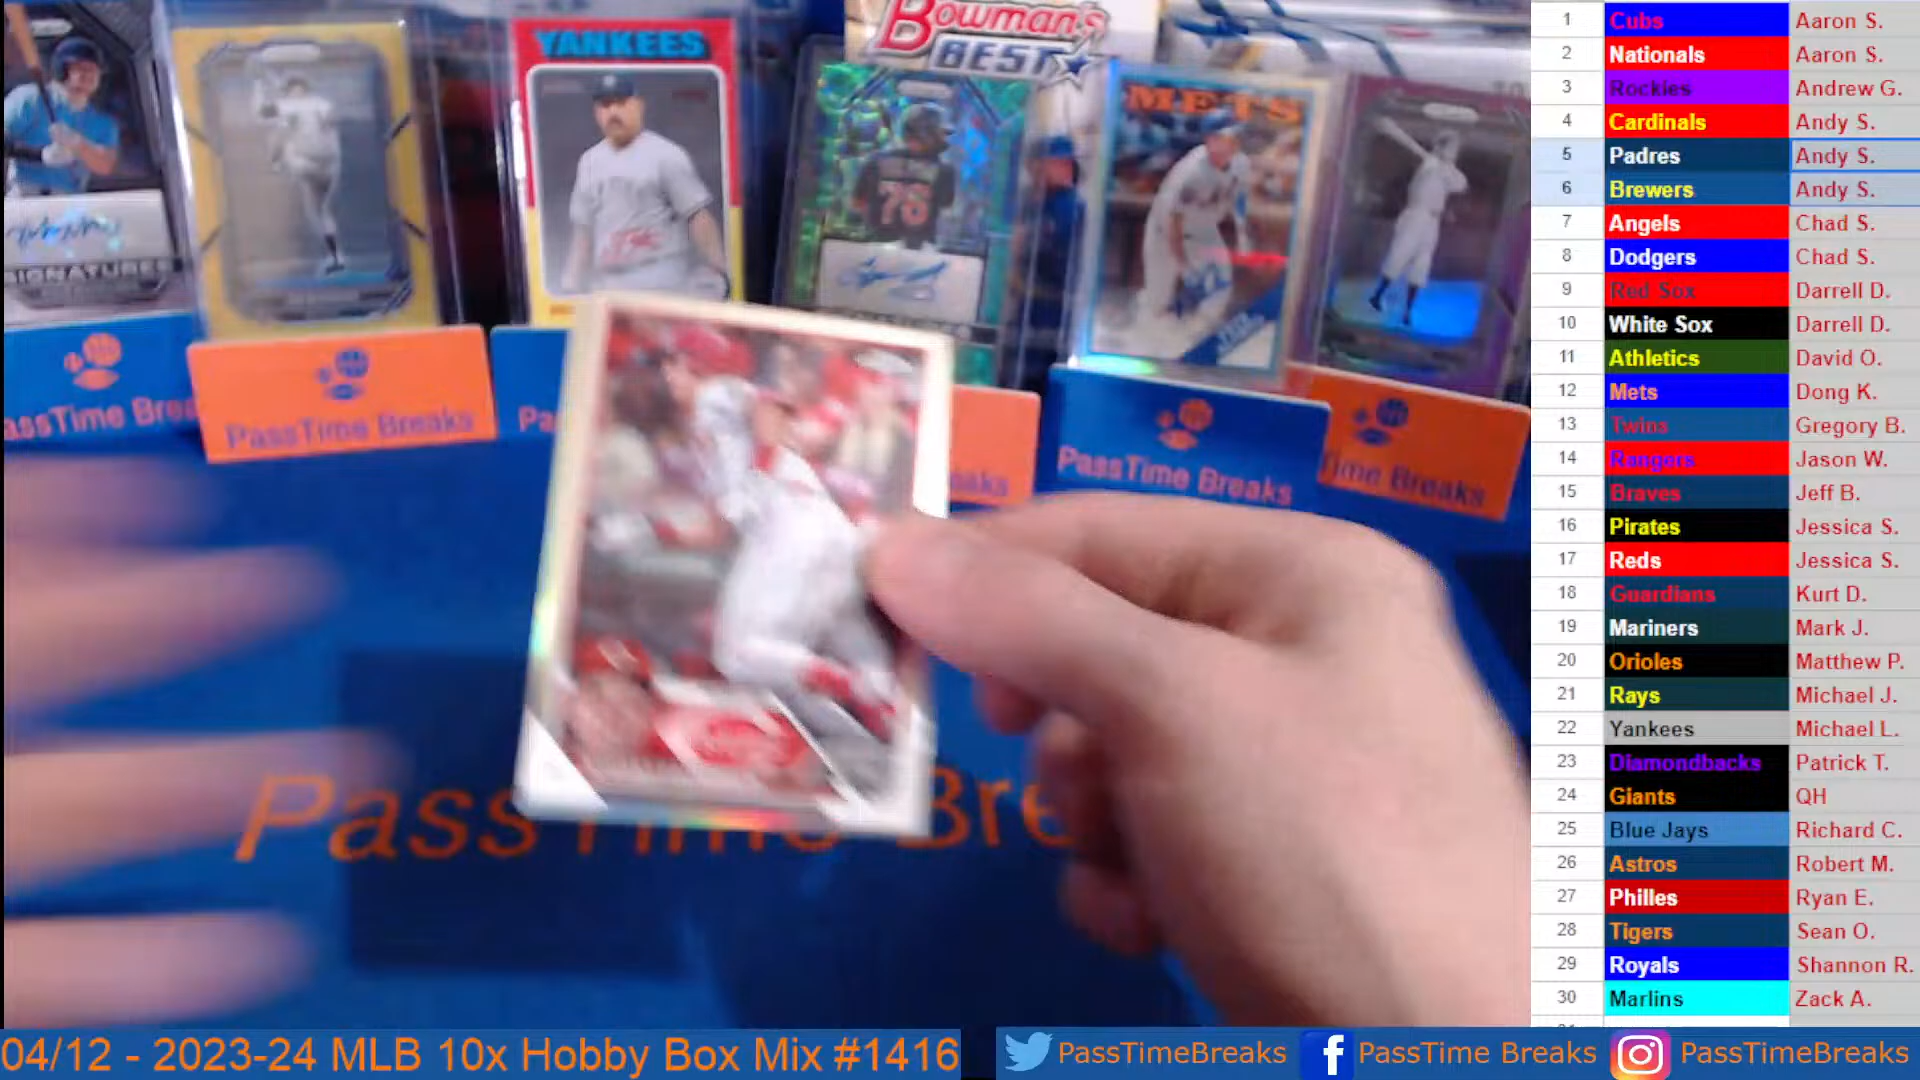 Bowman's
BEST
YANKEES
METS
76
SIGNATURES
PassTime Breaks
PassTime Breaks
PassTime Breaks
1 Cubs Aaron S.
2 Nationals Aaron S.
3 Rockies Andrew G.
4 Cardinals Andy S.
5 Padres Andy S.
6 Brewers Andy S.
7 Angels Chad S.
8 Dodgers Chad S.
9 Red Sox Darrell D.
10 White Sox Darrell D.
11 Athletics David O.
12 Mets Dong K.
13 Twins Gregory B.
14 Rangers Jason W.
15 Braves Jeff B.
16 Pirates Jessica S.
17 Reds Jessica S.
18 Guardians Kurt D.
19 Mariners Mark J.
20 Orioles Matthew P.
21 Rays Michael J.
22 Yankees Michael L.
23 Diamondbacks Patrick T.
24 Giants QH
25 Blue Jays Richard C.
26 Astros Robert M.
27 Philles Ryan E.
28 Tigers Sean O.
29 Royals Shannon R.
30 Marlins Zack A.
04/12 - 2023-24 MLB 10x Hobby Box Mix #1416
PassTimeBreaks
PassTime Breaks
PassTimeBreaks